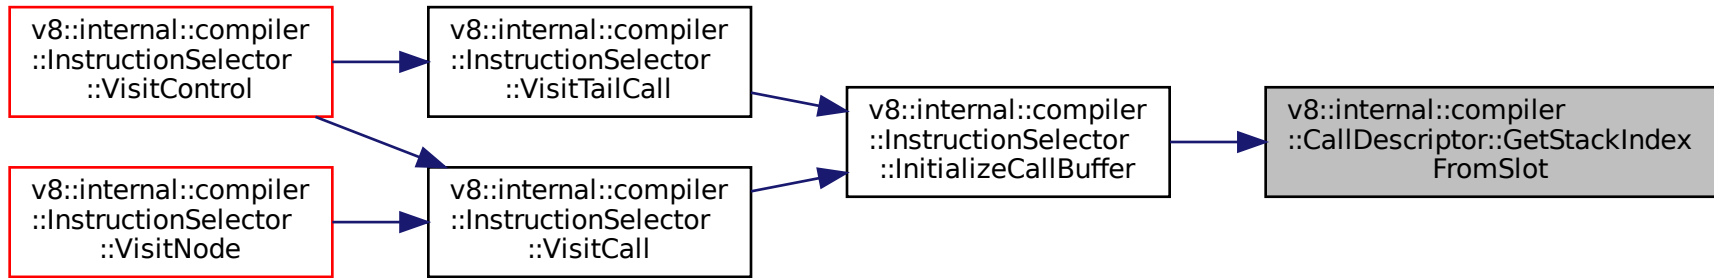 v8::internal::compiler
::InstructionSelector
::VisitControl
v8::internal::compiler
::InstructionSelector
::VisitTailCall
v8::internal::compiler
::InstructionSelector
::InitializeCallBuffer
v8::internal::compiler
::CallDescriptor::GetStackIndex
FromSlot
v8::internal::compiler
::InstructionSelector
::VisitNode
v8::internal::compiler
::InstructionSelector
::VisitCall